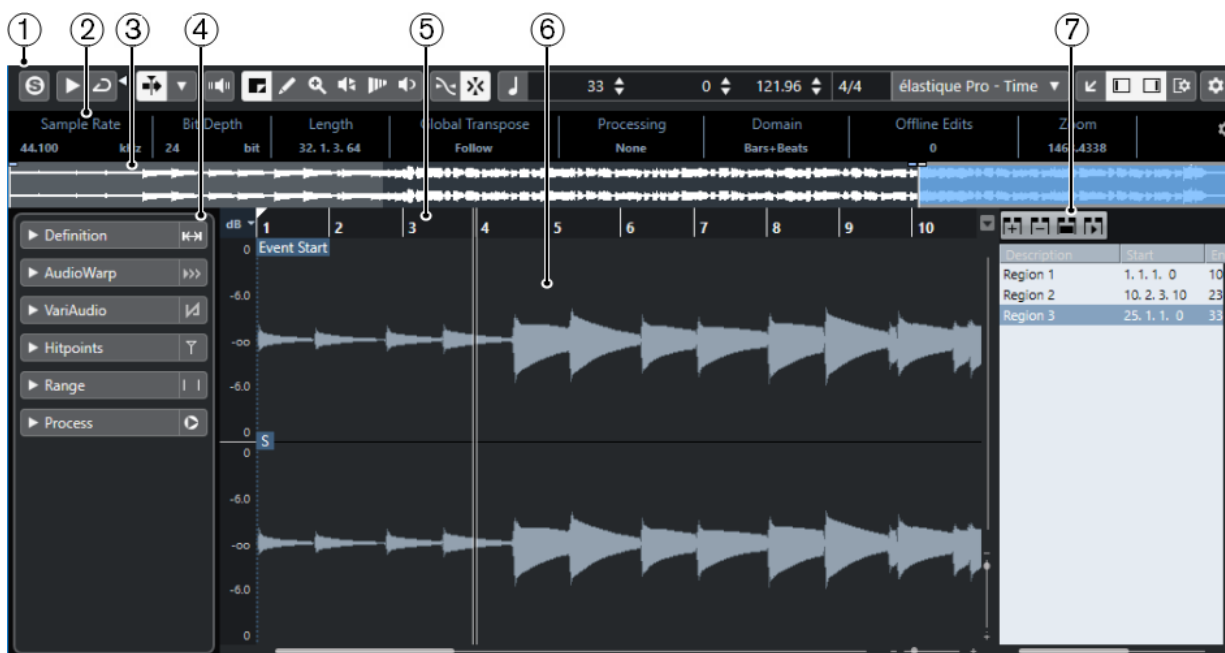 1 2 3 4 5 6 7
33 0 121.96 4/4 élastique Pro - Time
Sample Rate Bit Depth Length Global Transpose Processing Domain Offline Edits Zoom
44.100 kHz 24 bit 32. 1. 3. 64 Follow None Bars+Beats 0
dB 1 2 3 4 5 6 7 8 9 10
Definition
AudioWarp
VariAudio
Hitpoints
Range
Process
0 Event Start
-6.0
-oo
-6.0
0
S
0
-6.0
-oo
-6.0
0
Description Start
Region 1 1. 1. 1. 0 10
Region 2 10. 2. 3. 10 23
Region 3 25. 1. 1. 0 33